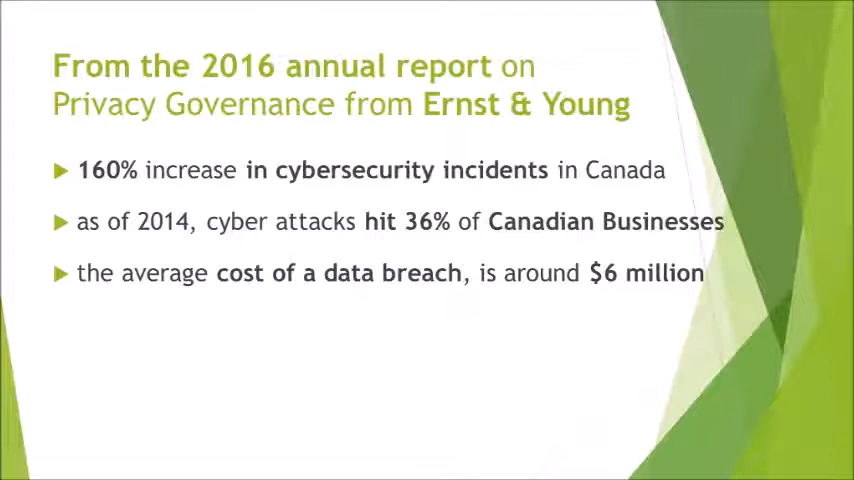 From the 2016 annual report on
Privacy Governance from Ernst & Young
160% increase in cybersecurity incidents in Canada
as of 2014, cyber attacks hit 36% of Canadian Businesses
the average cost of a data breach, is around $6 million